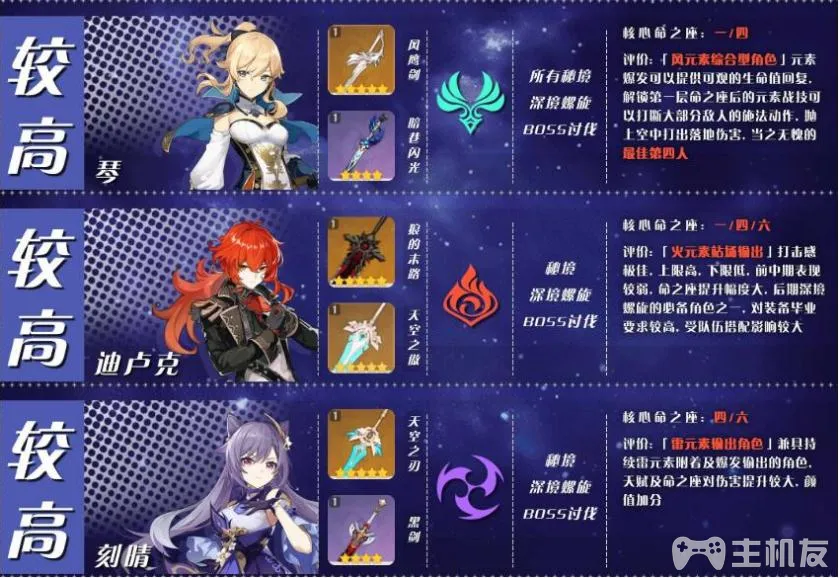 较高
琴
1
风鹰剑
1
暗巷闪光
所有秘境
深境螺旋
BOSS讨伐
核心命之座：一/四
评价：「风元素综合型角色」元素
爆发可以提供可观的生命值回复，
解锁第一层命之座后的元素战技可
以打断大部分敌人的施法动作，抛
上空中打出落地伤害，当之无愧的
最佳第四人
较高
迪卢克
1
狼的末路
1
天空之傲
秘境
深境螺旋
BOSS讨伐
核心命之座：一/四/六
评价：「火元素站场输出」打击感
极佳，上限高，下限低，前中期表现
较弱，命之座提升幅度大，后期深境
螺旋的必备角色之一，对装备毕业
要求较高，受队伍搭配影响较大
较高
刻晴
1
天空之刃
1
黑剑
秘境
深境螺旋
BOSS讨伐
核心命之座：四/六
评价：「雷元素输出角色」兼具持
续雷元素附着及爆发输出的角色，
天赋及命之座对伤害提升较大，颜
值加分
主机友